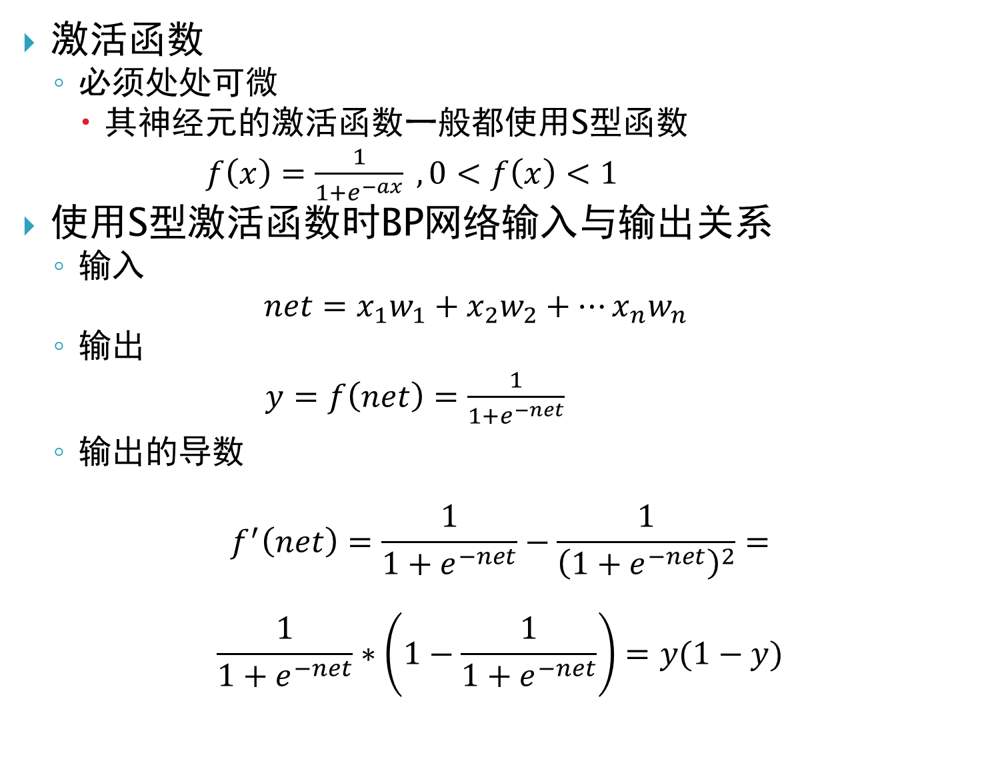 激活函数
必须处处可微
其神经元的激活函数一般都使用S型函数
f(x) = \frac{1}{1+e^{-ax}} , 0 < f(x) < 1
使用S型激活函数时BP网络输入与输出关系
输入
net = x_1w_1 + x_2w_2 + ⋯ x_nw_n
输出
y = f(net) = \frac{1}{1+e^{-net}}
输出的导数
f′(net) = \frac{1}{1+e^{-net}} − \frac{1}{(1+e^{-net})^2} =
\frac{1}{1+e^{-net}} * (1 − \frac{1}{1+e^{-net}}) = y(1 − y)